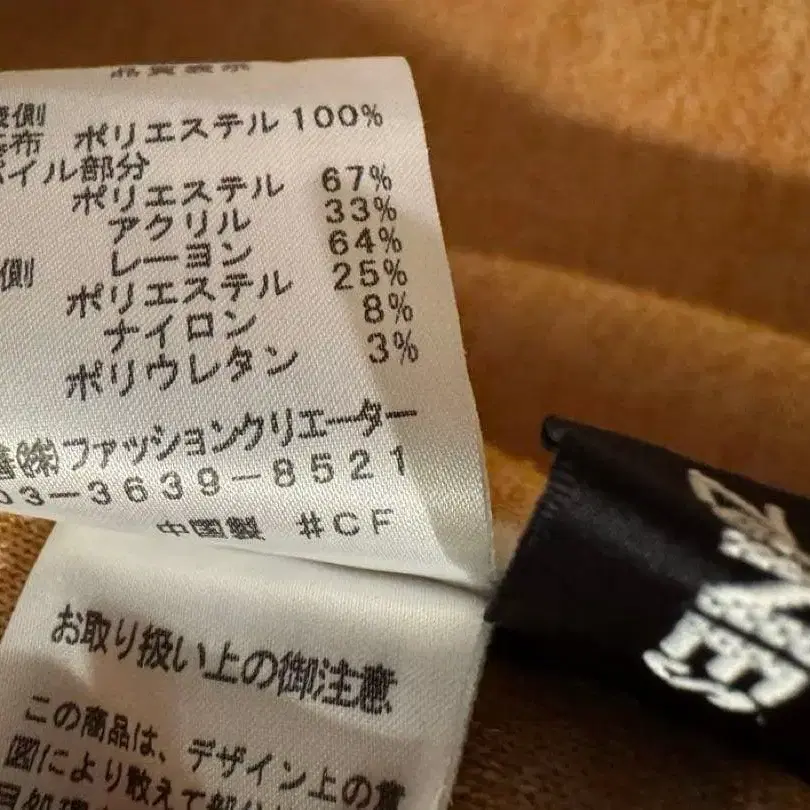 品質表示
側
布 ポリエステル 100%
イル部分
ポリエステル 67%
アクリル 33%
レーヨン 64%
側
ポリエステル 25%
ナイロン 8%
ポリウレタン 3%
㈱ファッションクリエーター
03-3639-8521
中国製 #CF
お取り扱い上の御注意
この商品は、デザイン上の意
図により敢えて部分